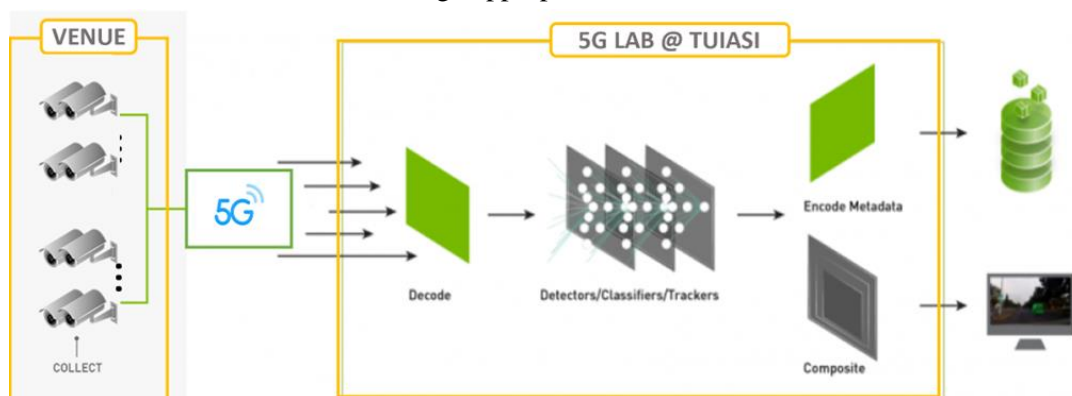 VENUE
5G LAB @ TUIASI
5G
Decode
Detectors/Classifiers/Trackers
Encode Metadata
Composite
COLLECT